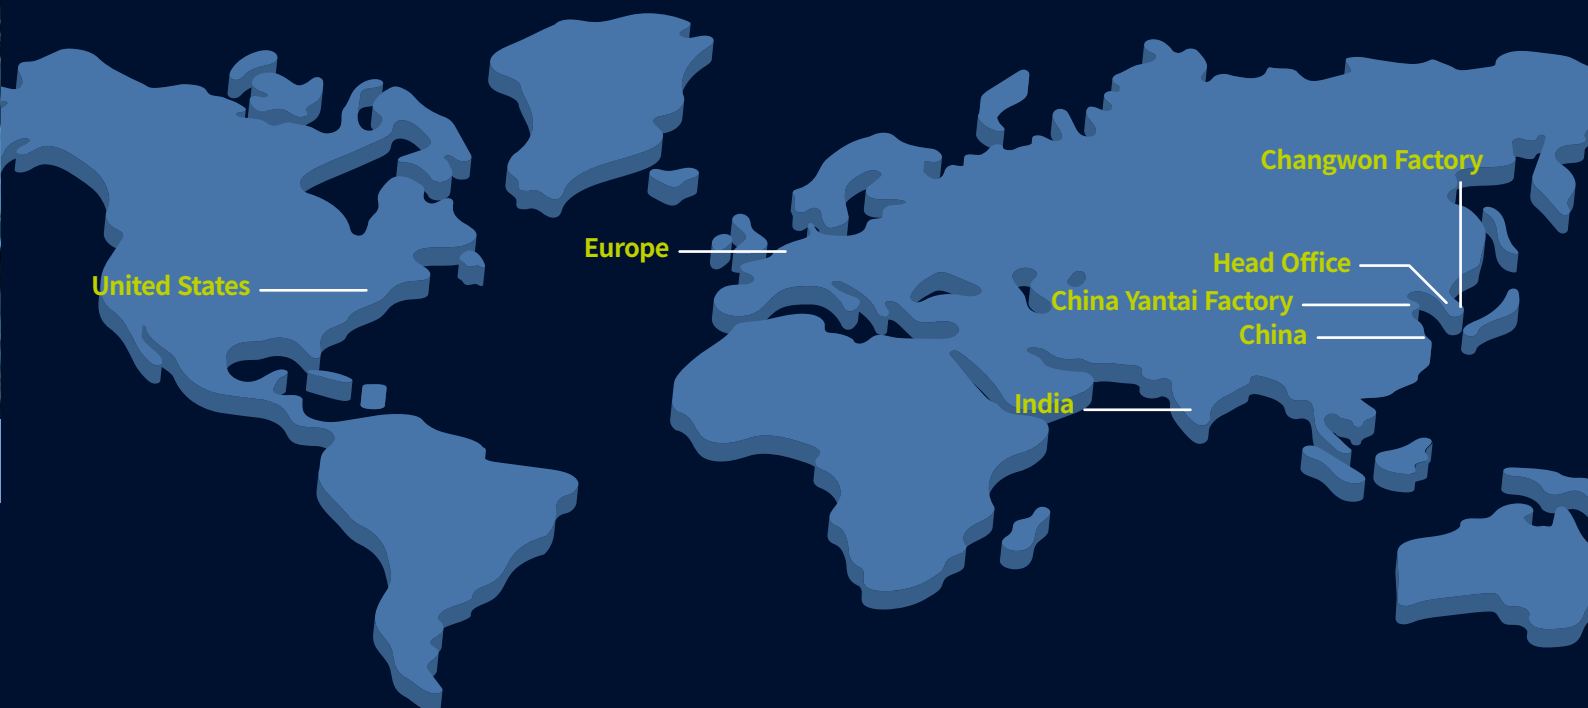 Changwon Factory
Europe
Head Office
United States
China Yantai Factory
China
India